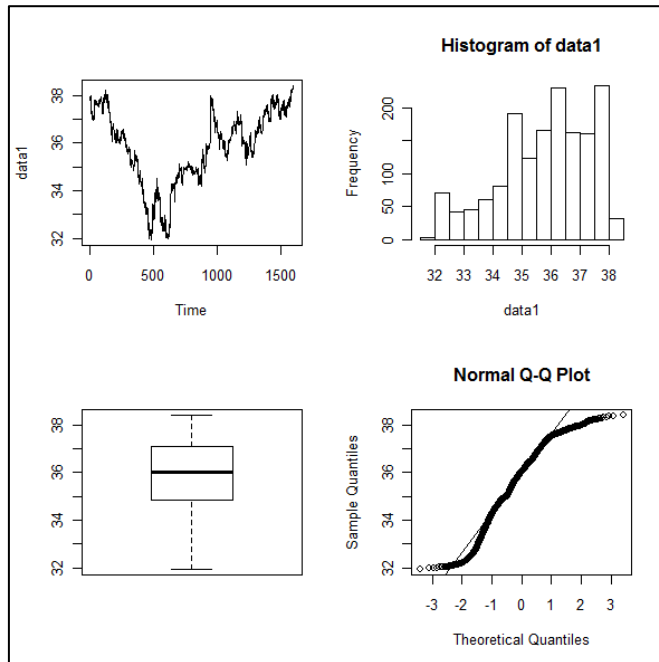 data1
38
36
34
32
0 500 1000 1500
Time
Histogram of data1
Frequency
200
100
50
0
32 33 34 35 36 37 38
data1
38
36
34
32
Normal Q-Q Plot
Sample Quantiles
38
36
34
32
-3 -2 -1 0 1 2 3
Theoretical Quantiles